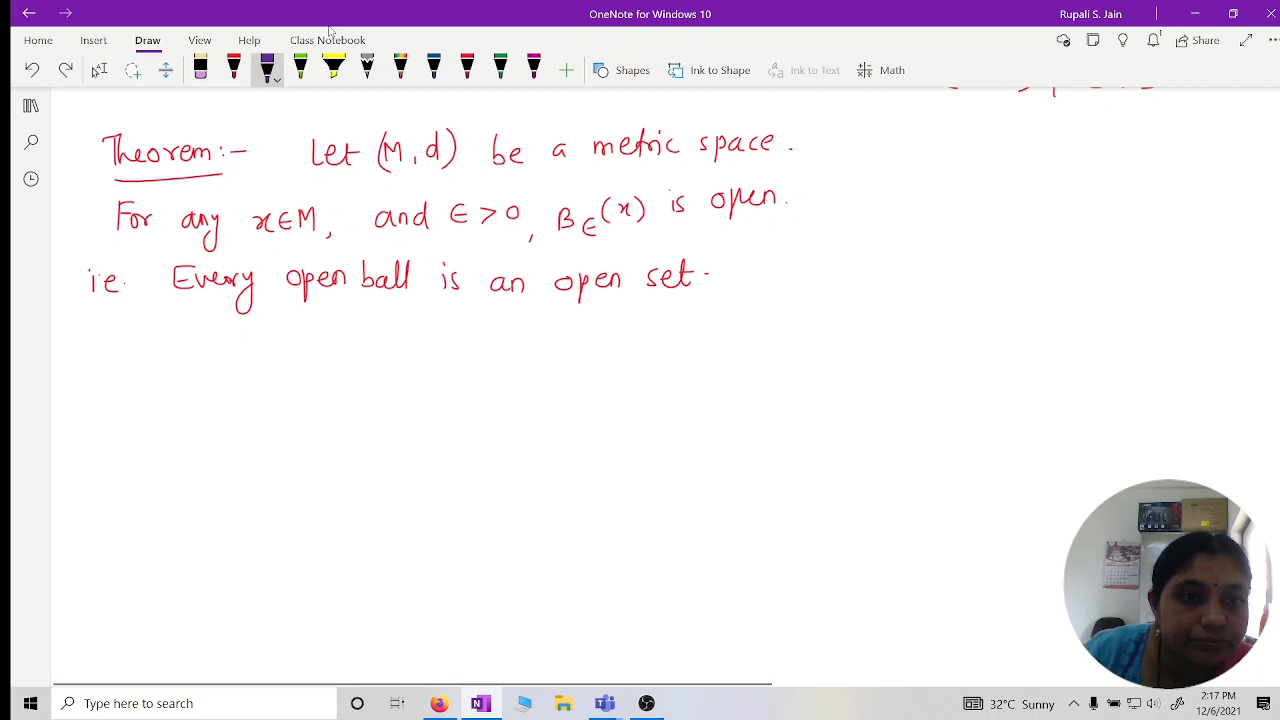 OneNote for Windows 10
Rupali S. Jain
Home Insert Draw View Help Class Notebook
Share
Shapes Ink to Shape Ink to Text Math
Theorem:- Let (M, d) be a metric space.
For any x∈M, and ∈ > 0, B∈(x) is open.
i.e. Every open ball is an open set.
Type here to search
32°C Sunny
2:17 PM
12/6/2021